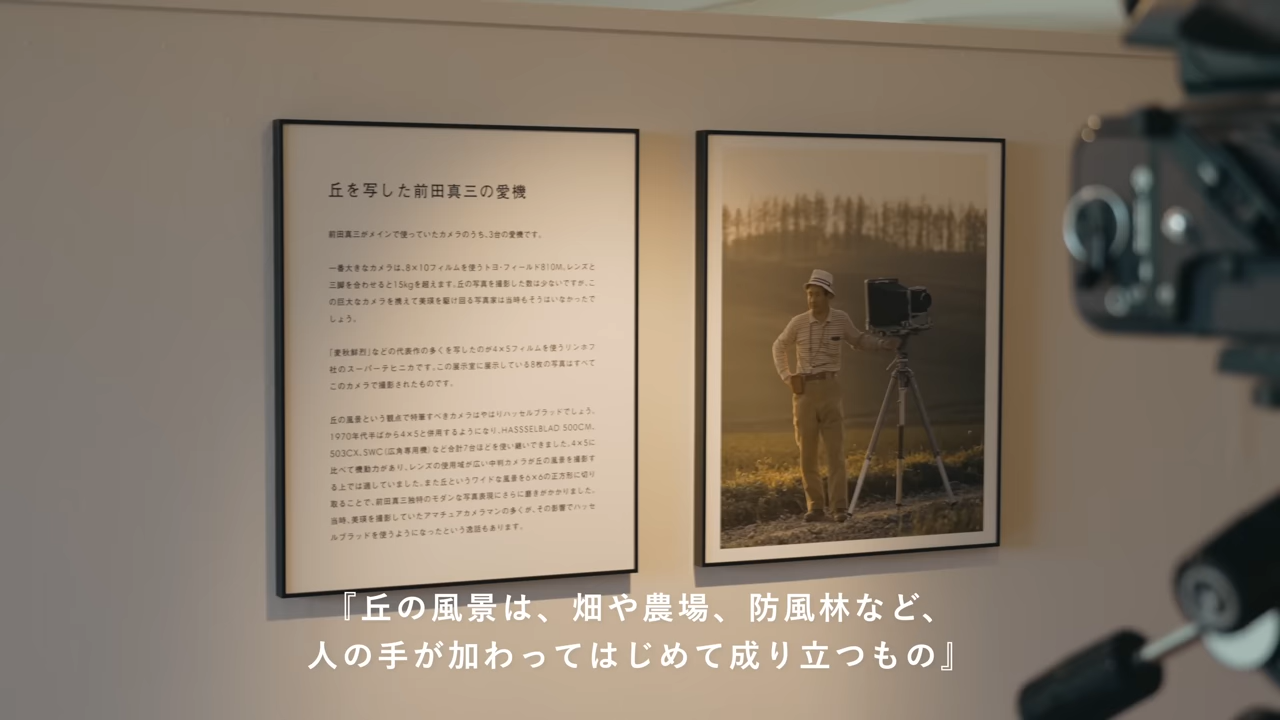 丘を写した前田真三の愛機
前田真三がメインで使っていたカメラのうち、3台の愛機です。
一番大きなカメラは、8×10フィルムを使うトヨ・フィールド810M。レンズと
三脚を合わせると15kgを超えます。丘の写真を撮影した数は少ないですが、こ
の巨大なカメラを携えて美瑛を駆け回る写真家は当時もそうはいなかったで
しょう。
「麦秋鮮烈」などの代表作の多くを写したのが4×5フィルムを使うリンホフ
社のスーパーテヒニカです。この展示室に展示している8枚の写真はすべて
このカメラで撮影されたものです。
丘の風景という観点で特筆すべきカメラはやはりハッセルブラッドでしょう。
1970年代半ばから4×5と併用するようになり、HASSSELBLAD 500CM、
503CX、SWC（広角専用機）など合計7台ほどを使い継いできました。4×5に
比べて機動力があり、レンズの使用域が広い中判カメラが丘の風景を撮影す
る上では適していました。また丘というワイドな風景を6×6の正方形に切り
取ることで、前田真三独特のモダンな写真表現にさらに磨きがかかりました。
当時、美瑛を撮影していたアマチュアカメラマンの多くが、その影響でハッセ
ルブラッドを使うようになったという逸話もあります。
『丘の風景は、畑や農場、防風林など、
人の手が加わってはじめて成り立つもの』